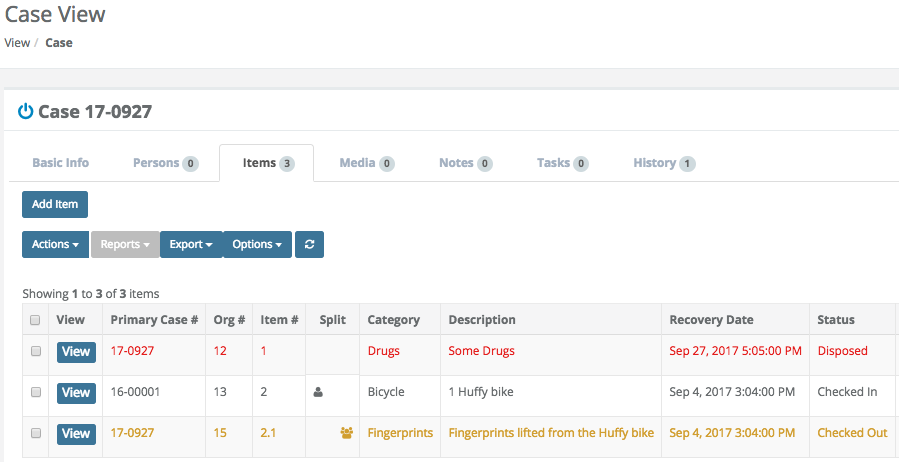 Case View
View / Case
Case 17-0927
Basic Info Persons 0 Items 3 Media 0 Notes 0 Tasks 0 History 1
Add Item
Actions Reports Export Options
Showing 1 to 3 of 3 items
View Primary Case # Org # Item # Split Category Description Recovery Date Status
View 17-0927 12 1 Drugs Some Drugs Sep 27, 2017 5:05:00 PM Disposed
View 16-00001 13 2 Bicycle 1 Huffy bike Sep 4, 2017 3:04:00 PM Checked In
View 17-0927 15 2.1 Fingerprints Fingerprints lifted from the Huffy bike Sep 4, 2017 3:04:00 PM Checked Out